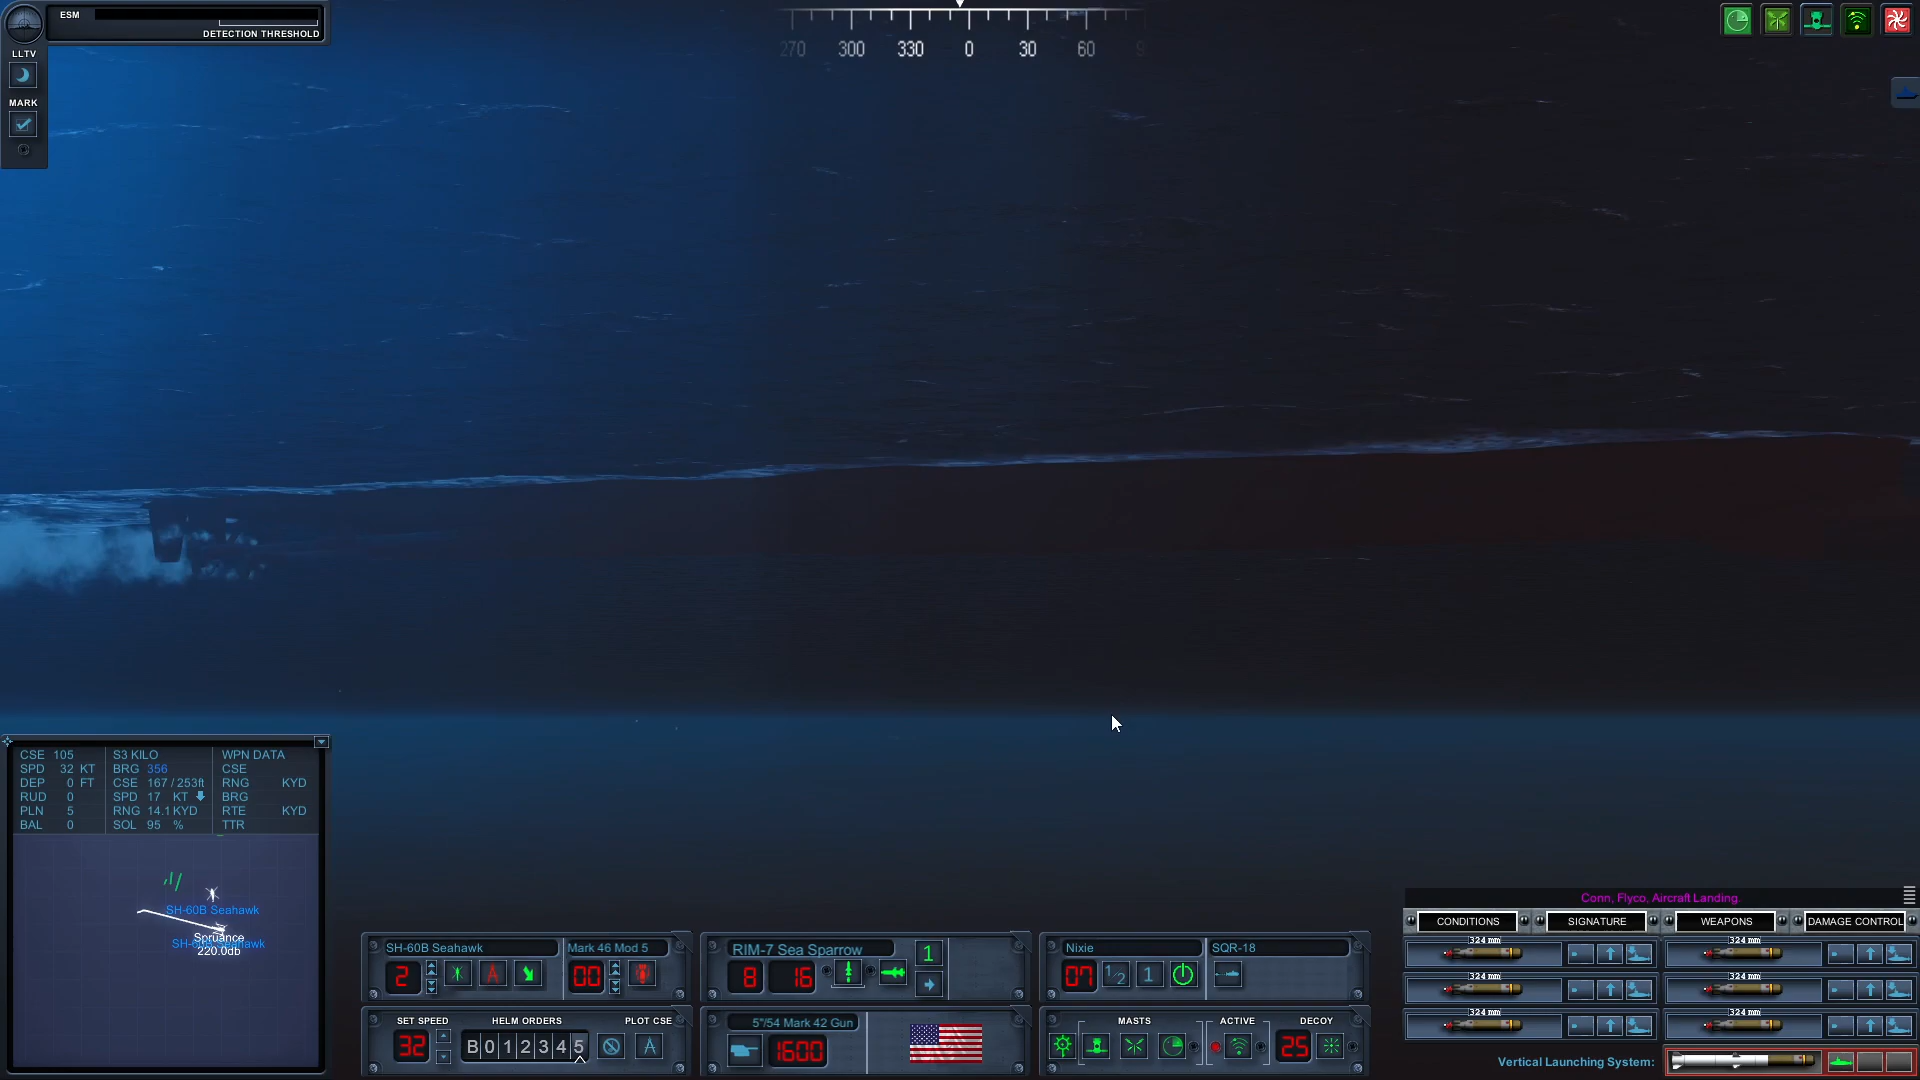 ESM
DETECTION THRESHOLD
LLTV
MARK
270 300 330 0 30 60 9
CSE 105
SPD 32 KT
DEP 0 FT
RUD 0
PLN 5
BAL 0
S3 KILO
BRG 356
CSE 167 / 253ft
SPD 17 KT
RNG 14.1 KYD
SOL 95 %
WPN DATA
CSE
RNG KYD
BRG
RTE KYD
TTR
SH-60B Seahawk
Spruance
SH-60B Seahawk
220.0db
SH-60B Seahawk
Mark 46 Mod 5
2
00
RIM-7 Sea Sparrow
1
8 16
Nixie
SQR-18
07 1/2 1
SET SPEED
HELM ORDERS
PLOT CSE
32
B 0 1 2 3 4 5
5"/54 Mark 42 Gun
1600
MASTS
ACTIVE
DECOY
25
Conn, Flyco, Aircraft Landing.
CONDITIONS
SIGNATURE
WEAPONS
DAMAGE CONTROL
324 mm
324 mm
324 mm
324 mm
324 mm
324 mm
Vertical Launching System: